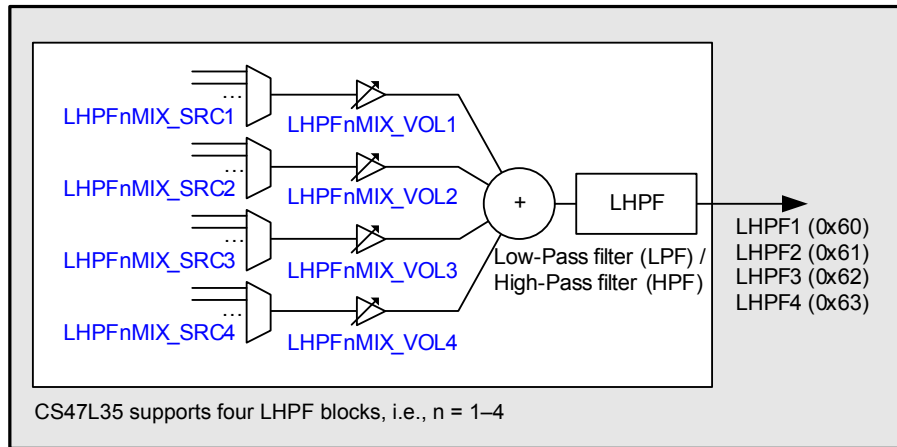 ...
LHPFnMIX_SRC1
LHPFnMIX_VOL1
...
LHPFnMIX_SRC2
LHPFnMIX_VOL2
...
LHPFnMIX_SRC3
LHPFnMIX_VOL3
...
LHPFnMIX_SRC4
LHPFnMIX_VOL4
+
LHPF
Low-Pass filter (LPF) /
High-Pass filter (HPF)
LHPF1 (0x60)
LHPF2 (0x61)
LHPF3 (0x62)
LHPF4 (0x63)
CS47L35 supports four LHPF blocks, i.e., n = 1–4